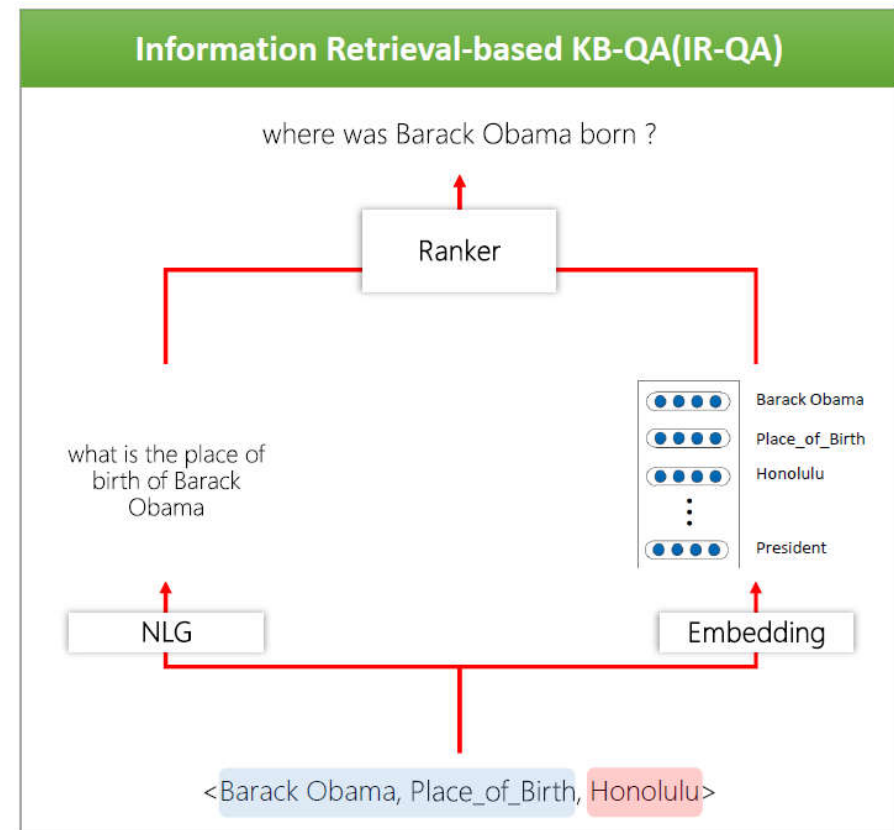 Information Retrieval-based KB-QA(IR-QA)
where was Barack Obama born ?
Ranker
what is the place of
birth of Barack
Obama
Barack Obama
Place_of_Birth
Honolulu
President
NLG
Embedding
<Barack Obama, Place_of_Birth, Honolulu>